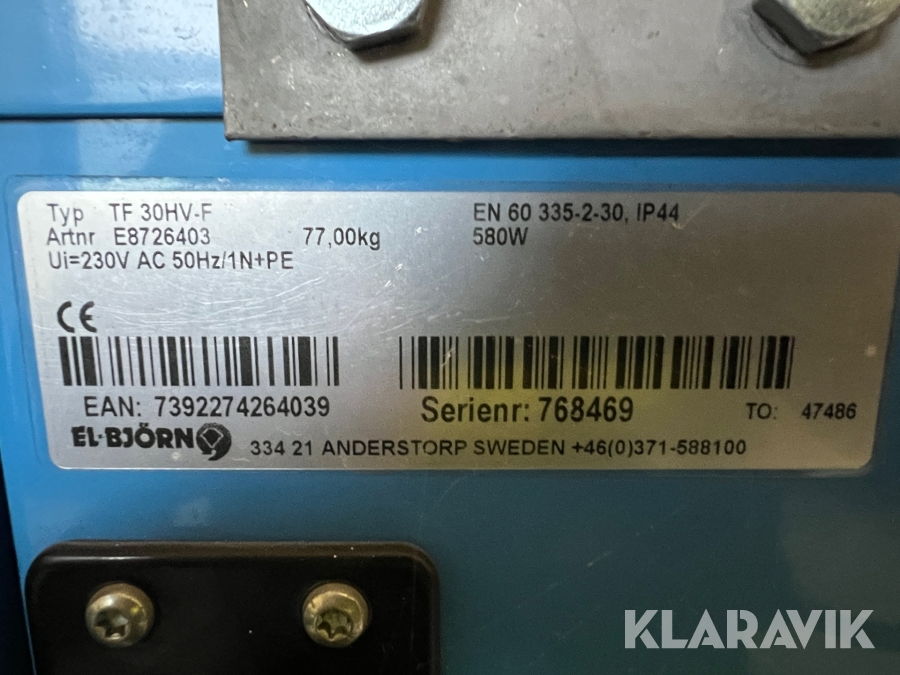 Typ TF 30HV-F EN 60 335-2-30, IP44
Artnr E8726403 77,00kg 580W
Ui=230V AC 50Hz/1N+PE
CE
EAN: 7392274264039 Serienr: 768469 TO: 47486
EL·BJÖRN 334 21 ANDERSTORP SWEDEN +46(0)371-588100
KLARAVIK